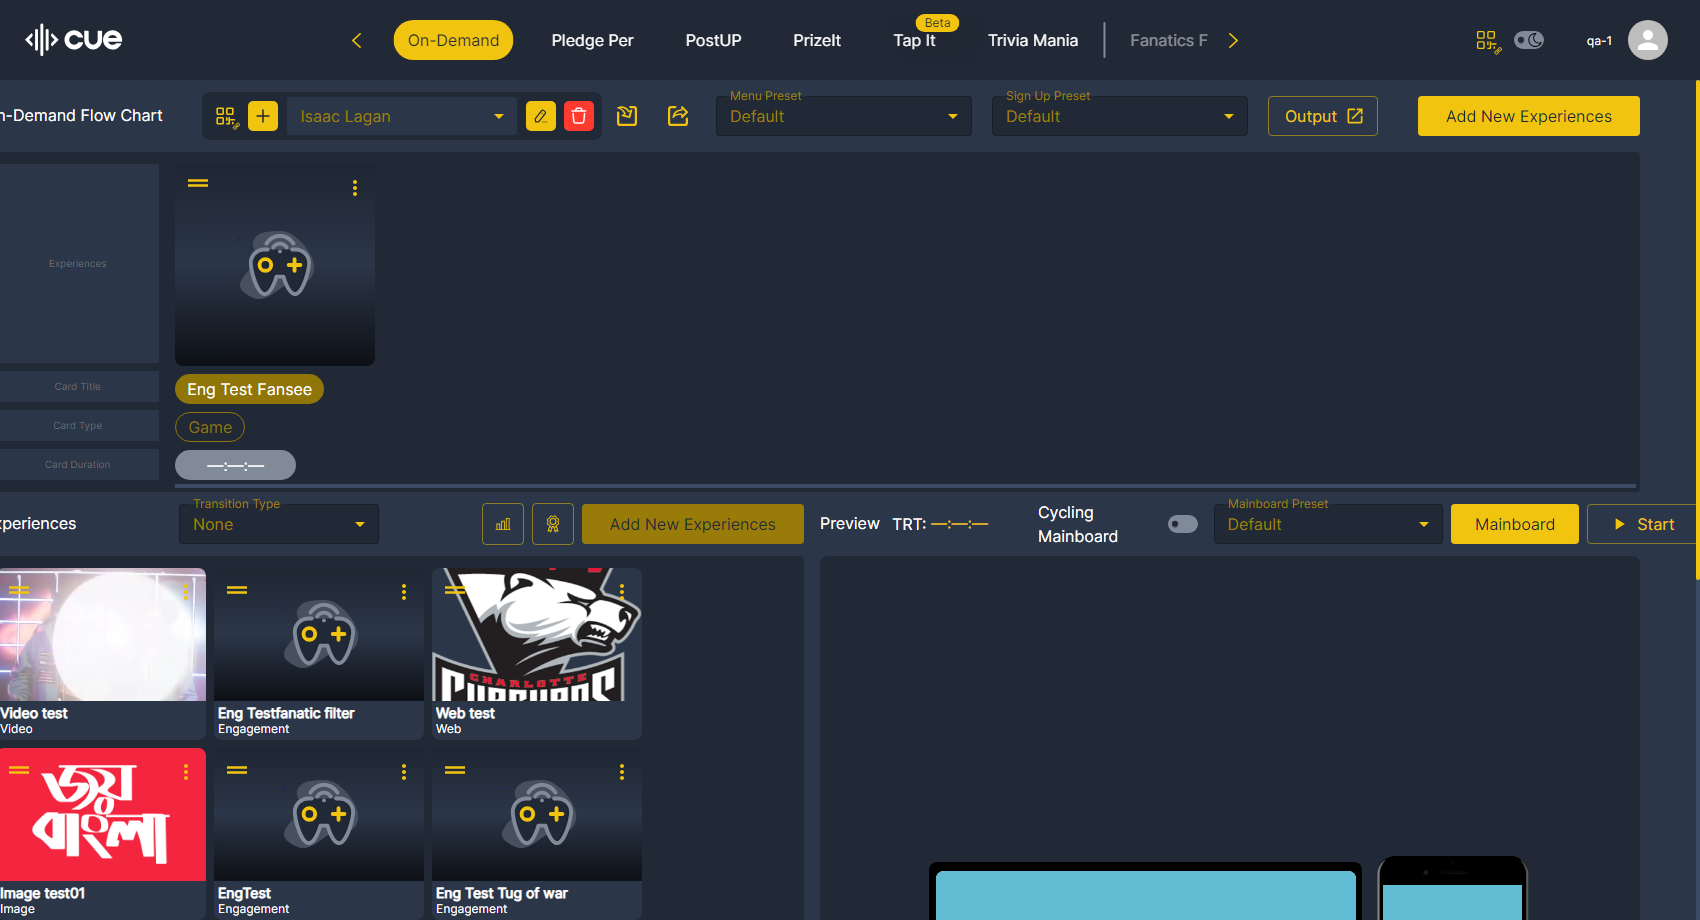 cue
On-Demand
Pledge Per
PostUP
PrizeIt
Beta
Tap It
Trivia Mania
Fanatics F
qa-1
n-Demand Flow Chart
Isaac Lagan
Menu Preset
Default
Sign Up Preset
Default
Output
Add New Experiences
Experiences
Card Title
Eng Test Fansee
Card Type
Game
Card Duration
—:—:—
xperiences
Transition Type
None
Add New Experiences
Preview
TRT: —:—:—
Cycling
Mainboard
Mainboard Preset
Default
Mainboard
Start
CHARLOTTE
Video test
Video
Eng Testfanatic filter
Engagement
Web test
Web
জয়
বাংলা
Image test01
Image
EngTest
Engagement
Eng Test Tug of war
Engagement